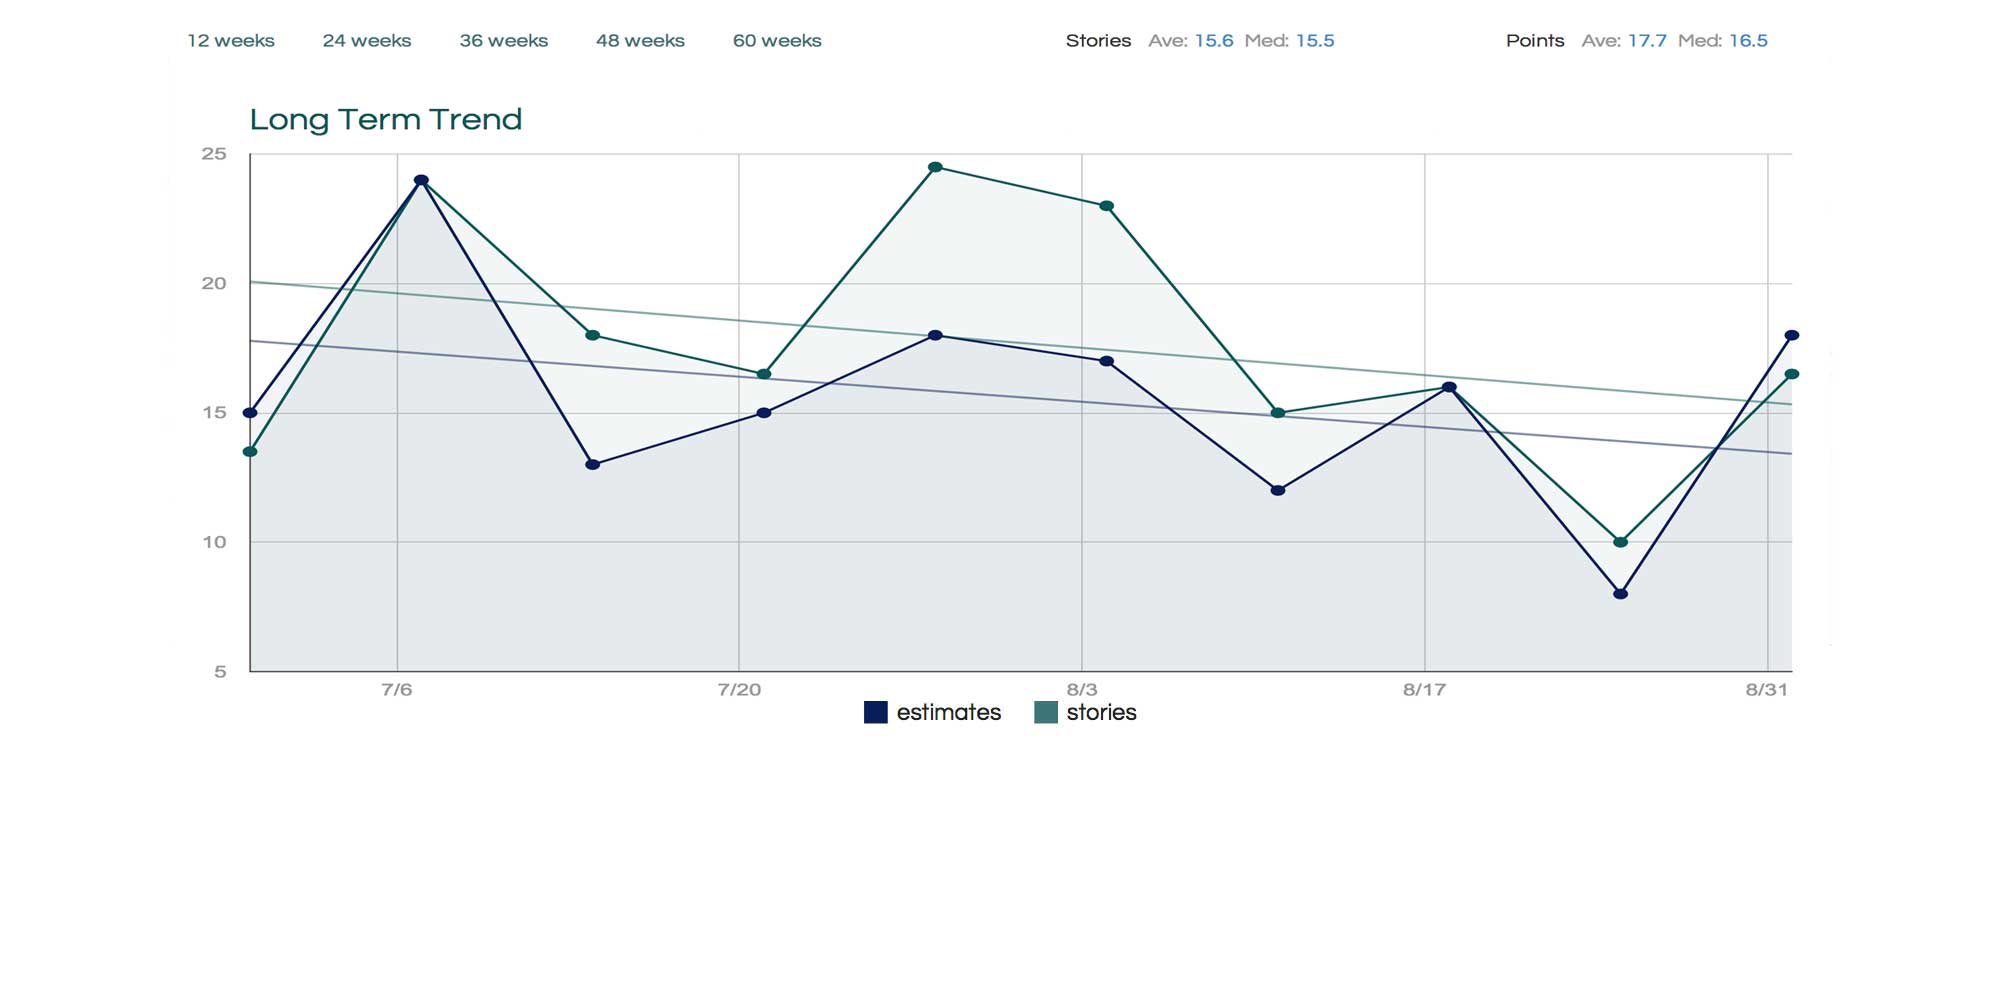 12 weeks 24 weeks 36 weeks 48 weeks 60 weeks Stories Ave: 15.6 Med: 15.5 Points Ave: 17.7 Med: 16.5
Long Term Trend
25
20
15
10
5
7/6 7/20 8/3 8/17 8/31
estimates stories